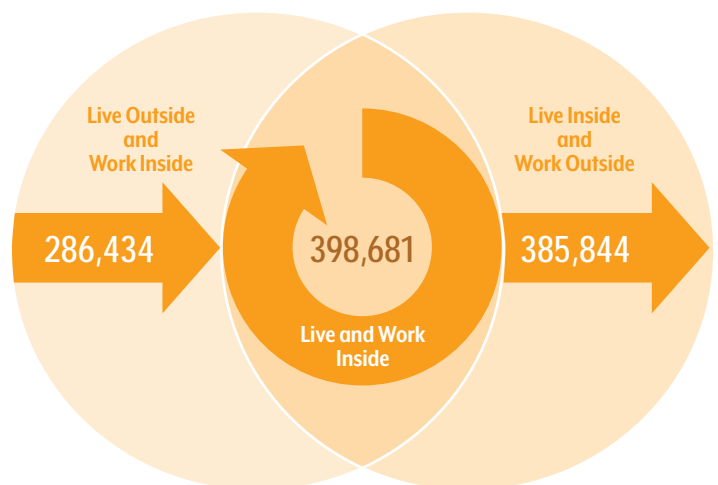 Live Outside
and
Work Inside
286,434
398,681
Live and Work
Inside
Live Inside
and
Work Outside
385,844